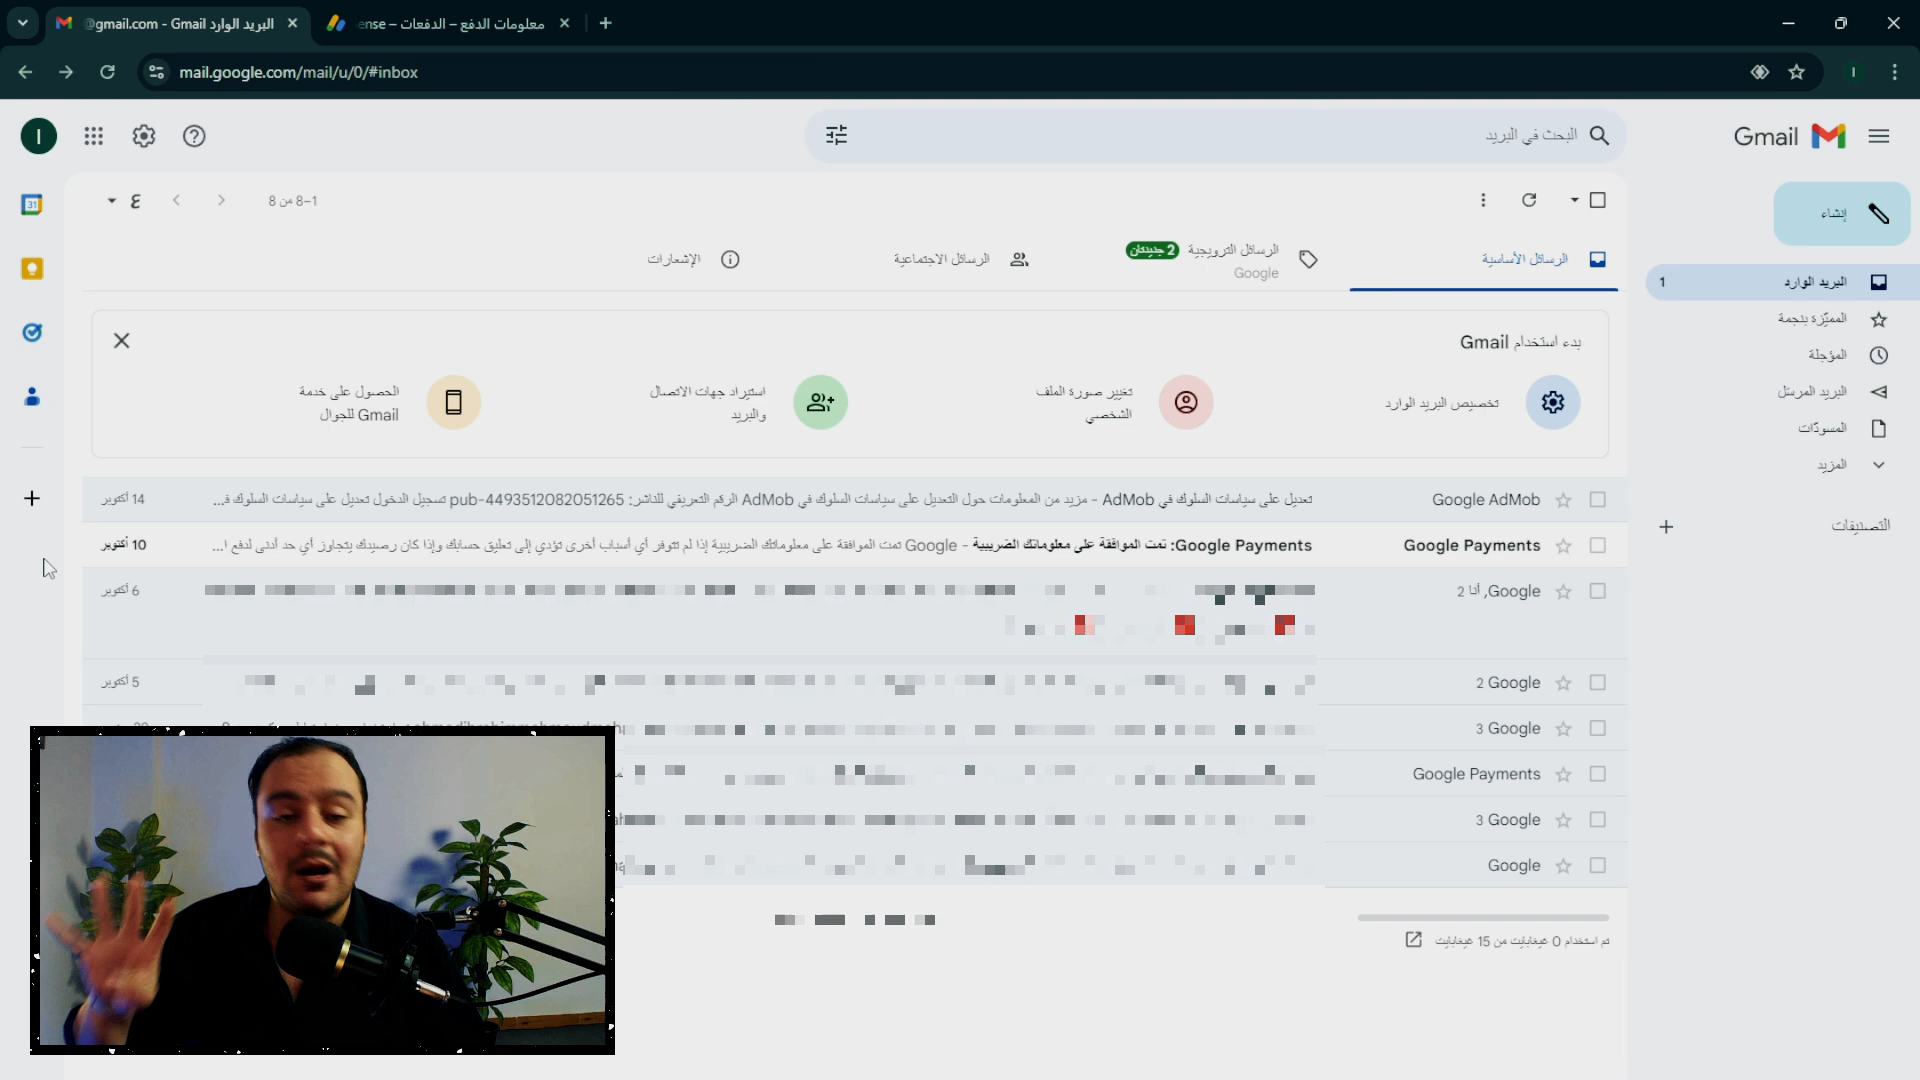 @gmail.com - Gmail البريد الوارد
ense – معلومات الدفع – الدفعات
mail.google.com/mail/u/0/#inbox
Gmail
البحث في البريد
I
إنشاء
1–8 من 8
ع
الرسائل الأساسية
الرسائل الترويجية
2 جديدتان
Google
الرسائل الاجتماعية
الإشعارات
البريد الوارد
1
المميّزة بنجمة
المؤجلة
البريد المرسَل
المسودّات
المزيد
التصنيفات
بدء استخدام Gmail
تخصيص البريد الوارد
تغيير صورة الملف الشخصي
استيراد جهات الاتصال والبريد
الحصول على خدمة Gmail للجوال
Google AdMob
تعديل على سياسات السلوك في AdMob - مزيد من المعلومات حول التعديل على سياسات السلوك في AdMob الرقم التعريفي للناشر: pub-4493512082051265 تسجيل الدخول تعديل على سياسات السلوك فـ...
14 أكتوبر
Google Payments
Google Payments: تمت الموافقة على معلوماتك الضريبية - Google تمت الموافقة على معلوماتك الضريبية إذا لم تتوفر أي أسباب أخرى تؤدي إلى تعليق حسابك وإذا كان رصيدك يتجاوز أي حد أدنى لدفع ا...
10 أكتوبر
Google, أنا 2
6 أكتوبر
Google 2
5 أكتوبر
Google 3
Google Payments
Google 3
Google
تم استخدام 0 غيغابايت من 15 غيغابايت